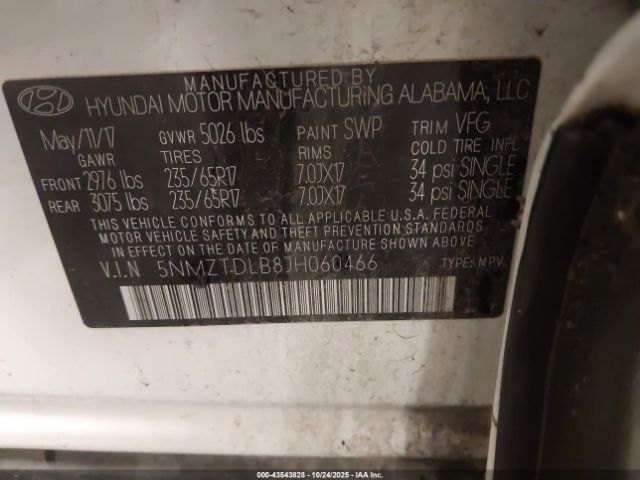 MANUFACTURED BY
HYUNDAI MOTOR MANUFACTURING ALABAMA, LLC
May/11/17 GVWR 5026 lbs PAINT SWP TRIM VFG
GAWR TIRES RIMS COLD TIRE INFL
FRONT 2976 lbs 235/65R17 7.0JX17 34 psi SINGLE
REAR 3075 lbs 235/65R17 7.0JX17 34 psi SINGLE
THIS VEHICLE CONFORMS TO ALL APPLICABLE U.S.A. FEDERAL
MOTOR VEHICLE SAFETY AND THEFT PREVENTION STANDARDS
IN EFFECT ON THE DATE OF MANUFACTURE SHOWN ABOVE.
V.I.N 5NMZTDLB8JH060466 TYPE: MPV
000-43543828 - 10/24/2025 - IAA Inc.